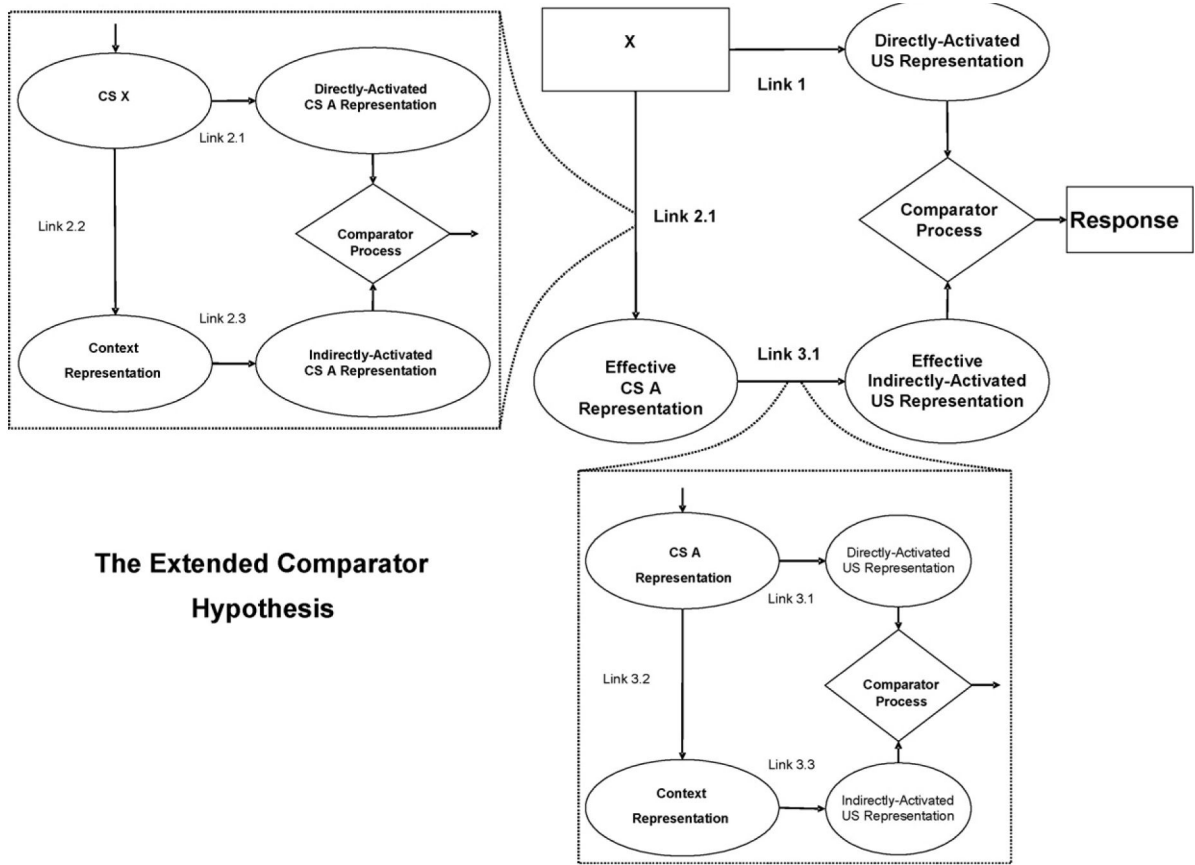 CS X
Directly-Activated
CS A Representation
Link 2.1
Link 2.2
Comparator
Process
Link 2.3
Context
Representation
Indirectly-Activated
CS A Representation
X
Link 1
Directly-Activated
US Representation
Link 2.1
Comparator
Process
Response
Effective
CS A
Representation
Link 3.1
Effective
Indirectly-Activated
US Representation
The Extended Comparator
Hypothesis
CS A
Representation
Directly-Activated
US Representation
Link 3.1
Link 3.2
Comparator
Process
Link 3.3
Context
Representation
Indirectly-Activated
US Representation